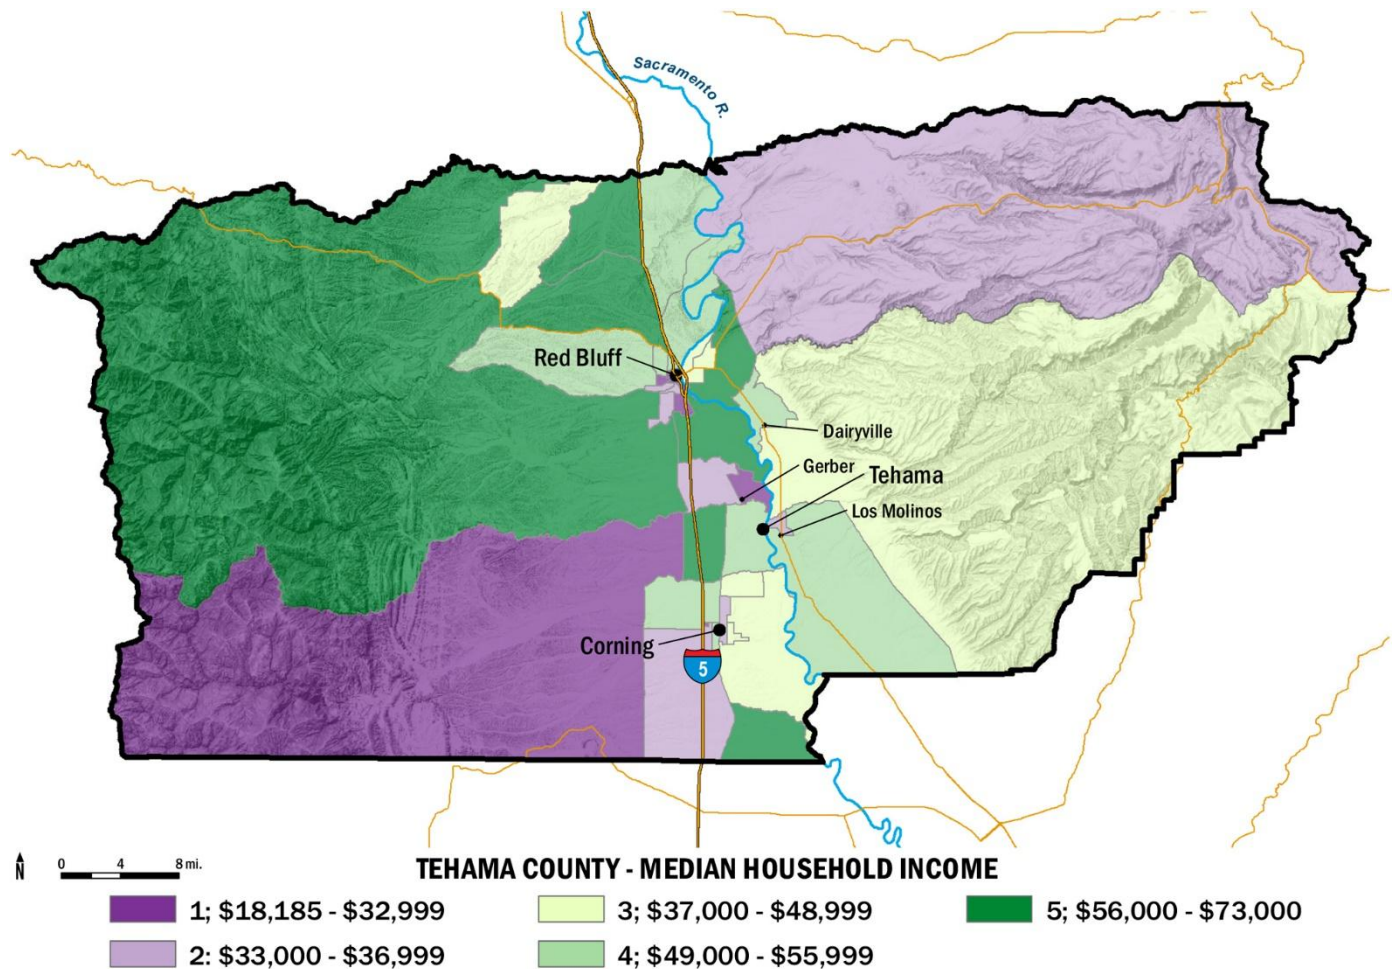 Sacramento R.
Red Bluff
Dairyville
Gerber
Tehama
Los Molinos
Corning
5
N
0 4 8 mi.
TEHAMA COUNTY - MEDIAN HOUSEHOLD INCOME
1; $18,185 - $32,999
3; $37,000 - $48,999
5; $56,000 - $73,000
2: $33,000 - $36,999
4; $49,000 - $55,999